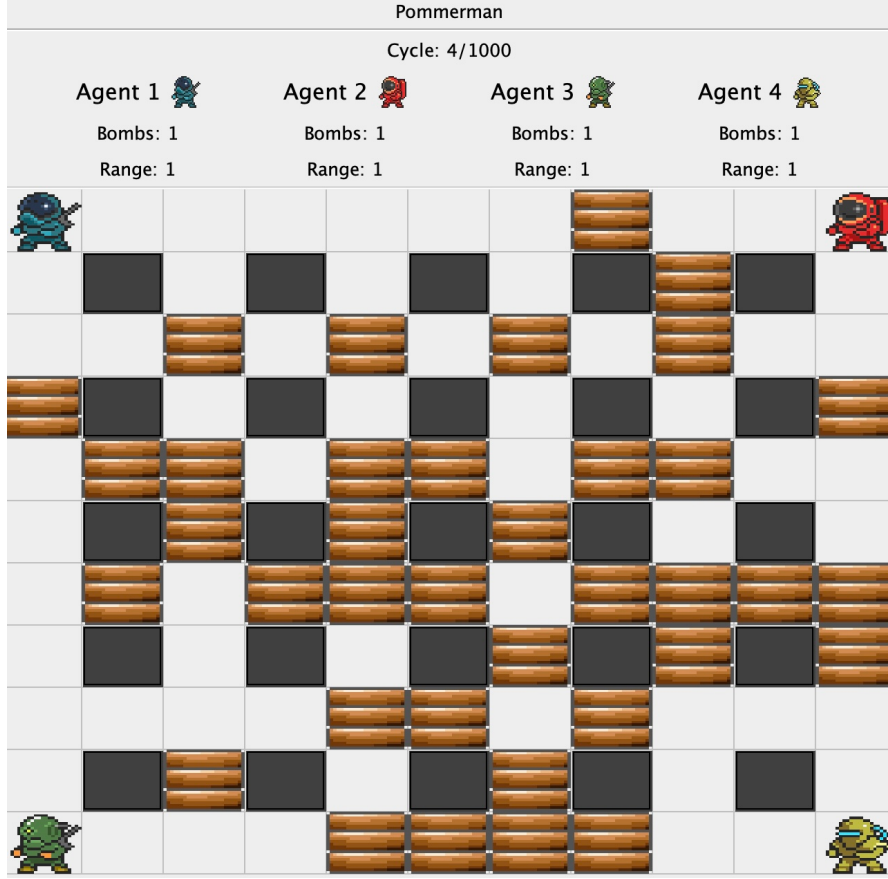 Pommerman
Cycle: 4/1000
Agent 1 Agent 2 Agent 3 Agent 4
Bombs: 1 Bombs: 1 Bombs: 1 Bombs: 1
Range: 1 Range: 1 Range: 1 Range: 1